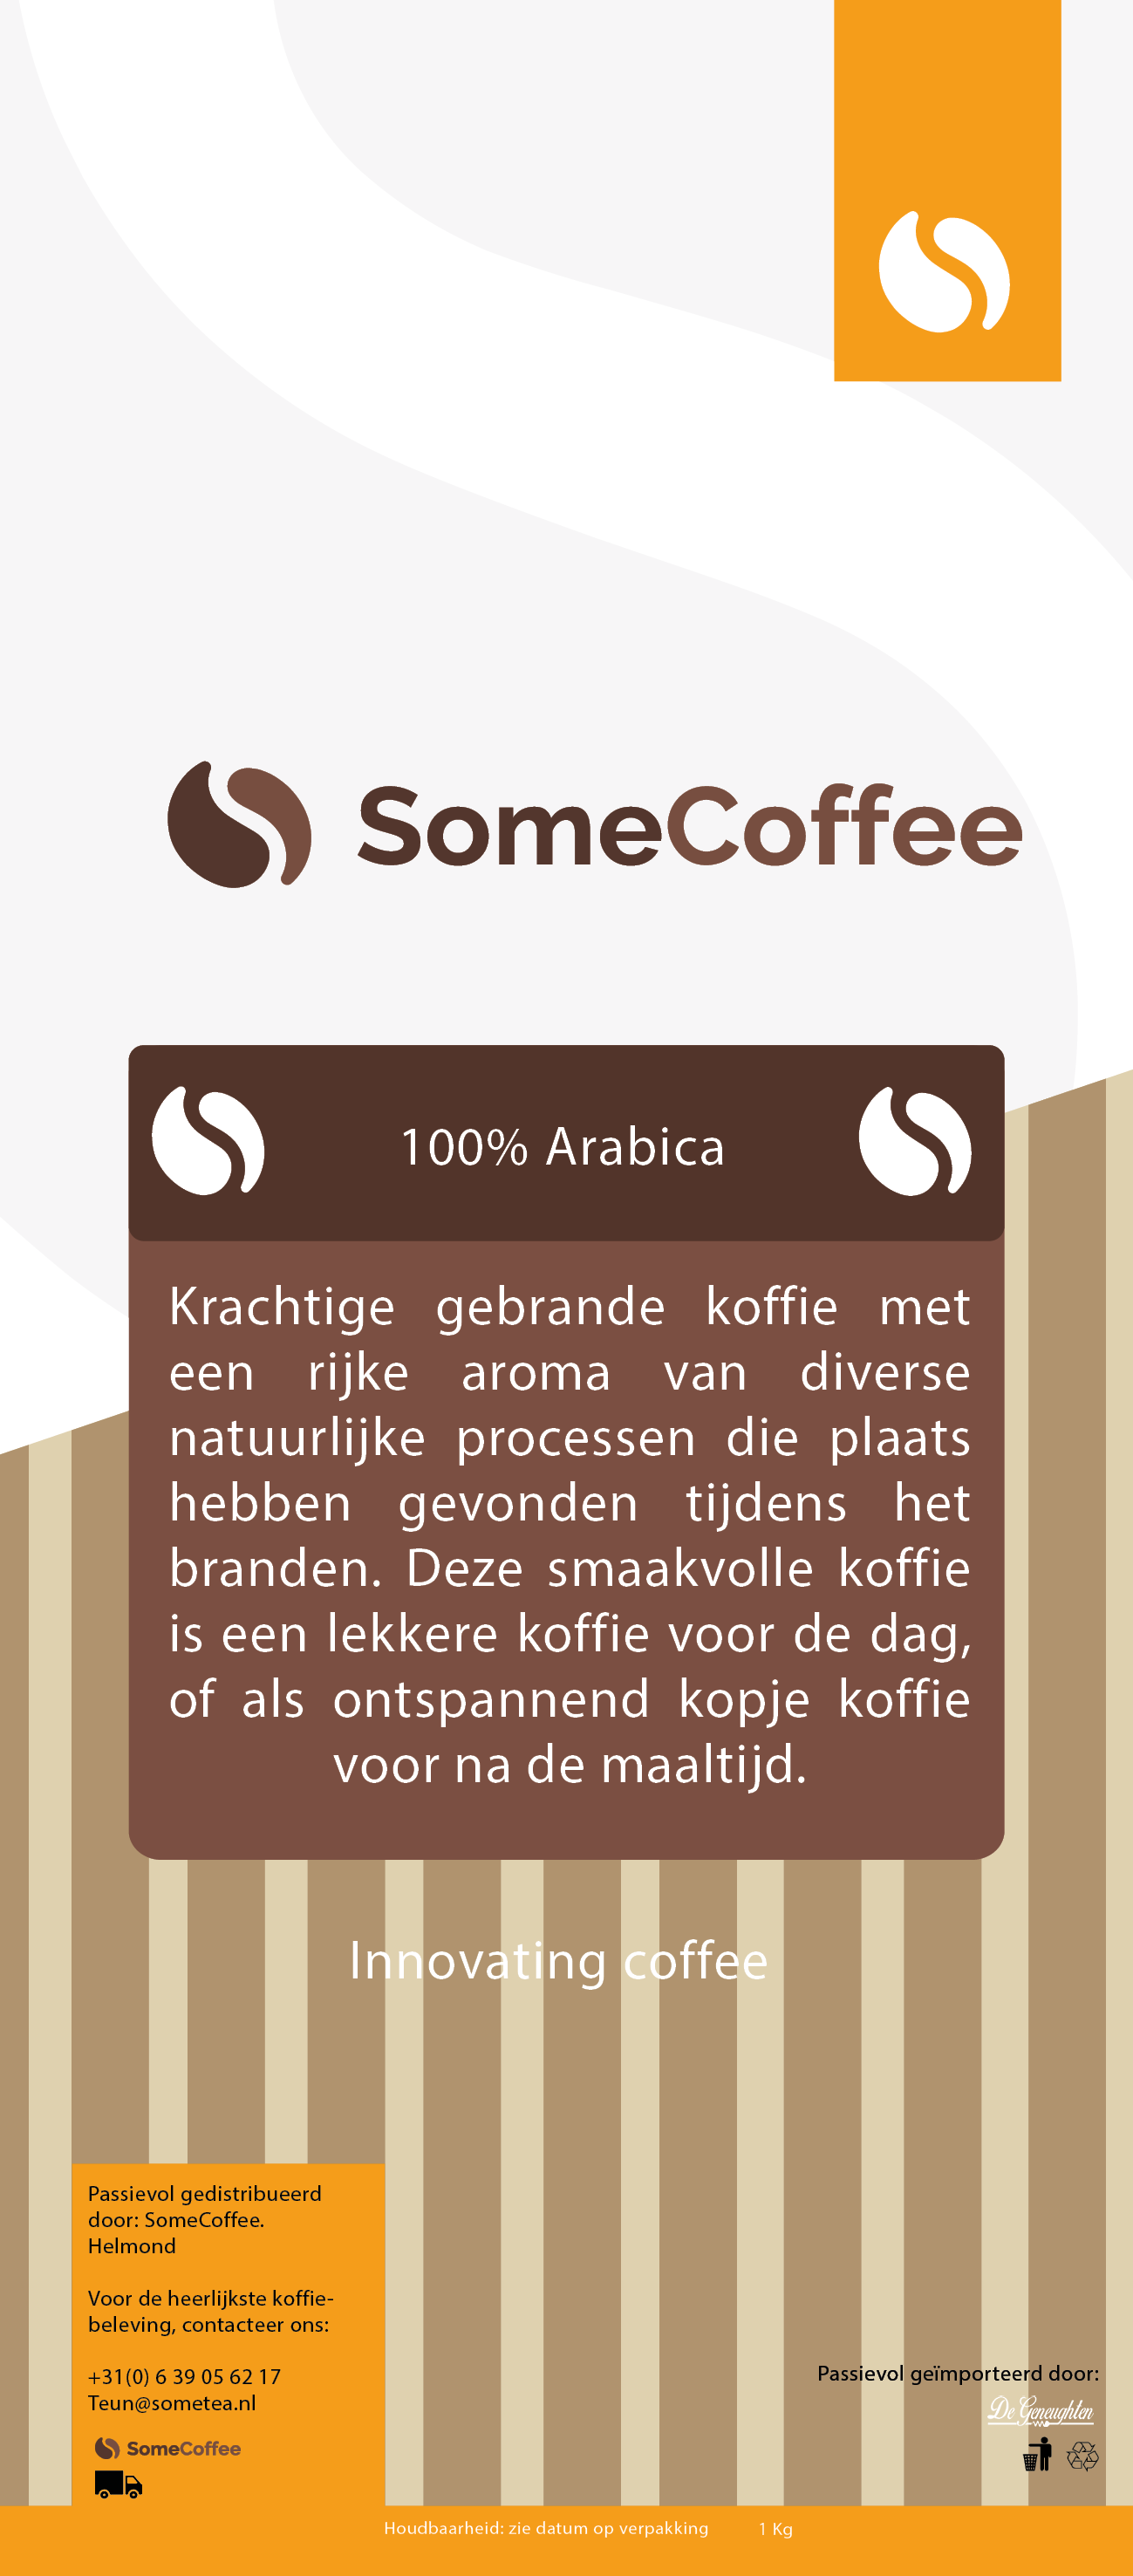 SomeCoffee
100% Arabica
Krachtige gebrande koffie met
een rijke aroma van diverse
natuurlijke processen die plaats
hebben gevonden tijdens het
branden. Deze smaakvolle koffie
is een lekkere koffie voor de dag,
of als ontspannend kopje koffie
voor na de maaltijd.
Innovating coffee
Passievol gedistribueerd
door: SomeCoffee.
Helmond
Voor de heerlijkste koffie-
beleving, contacteer ons:
+31(0) 6 39 05 62 17
Teun@sometea.nl
SomeCoffee
Passievol geïmporteerd door:
De Geneughten
Houdbaarheid: zie datum op verpakking
1 Kg